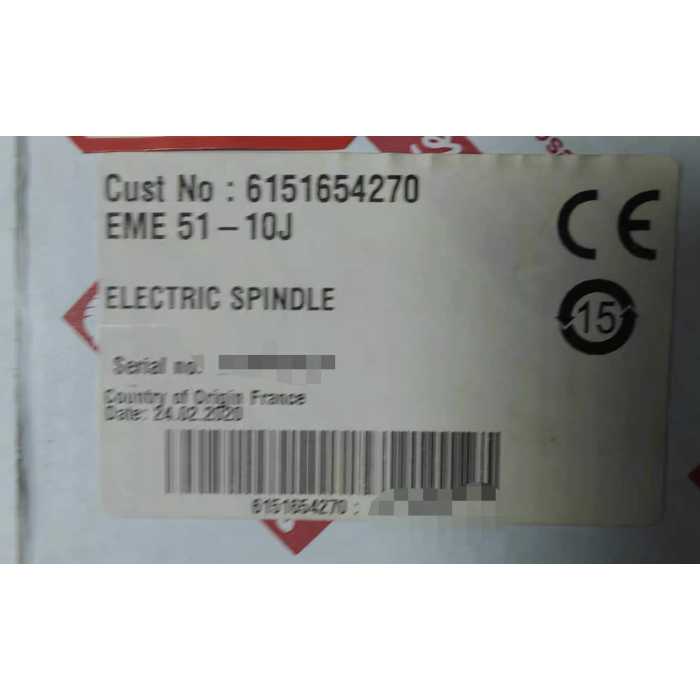 Cust No : 6151654270
EME 51 – 10J
ELECTRIC SPINDLE
15
Serial no:
Country of Origin France
Date: 24.02.2020
6151654270 :